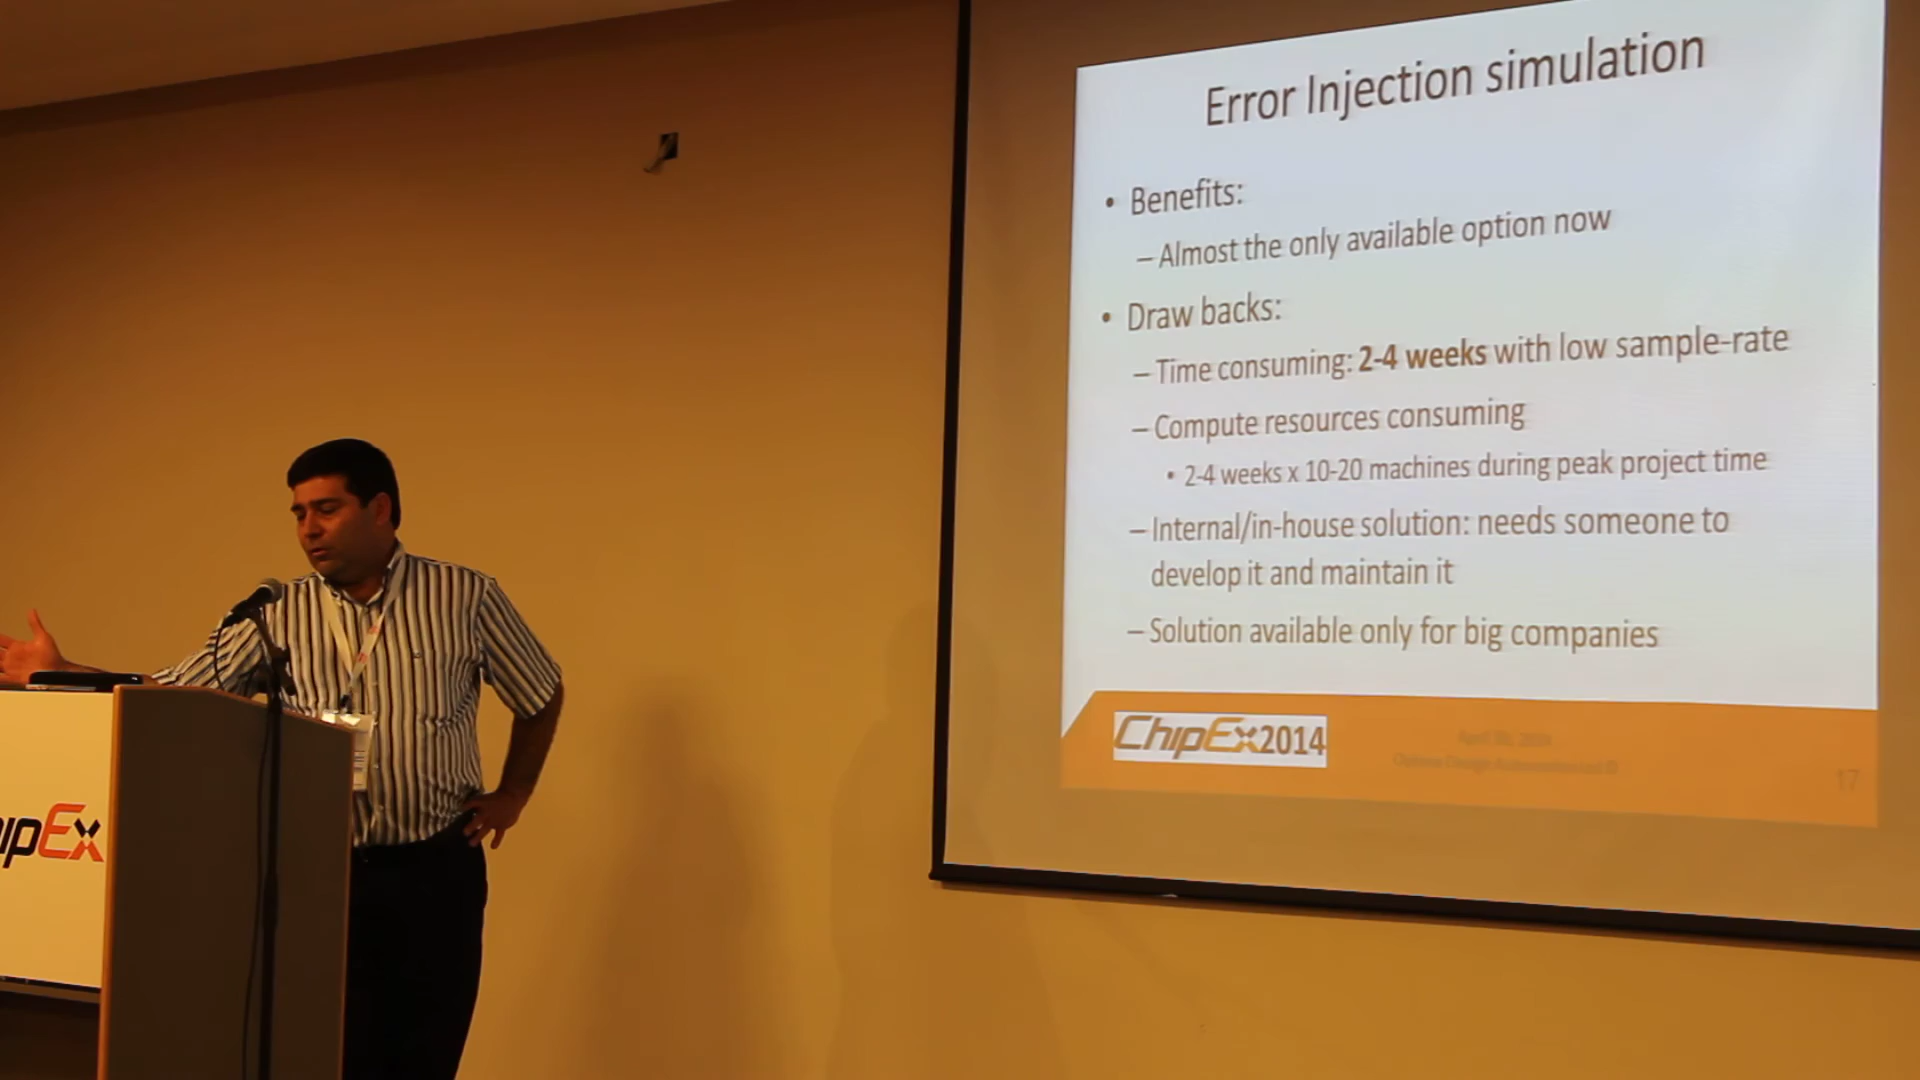 Error Injection simulation
• Benefits:
– Almost the only available option now
• Draw backs:
– Time consuming: 2-4 weeks with low sample-rate
– Compute resources consuming
• 2-4 weeks x 10-20 machines during peak project time
– Internal/in-house solution: needs someone to
develop it and maintain it
– Solution available only for big companies
ChipEx2014
17
ipEx